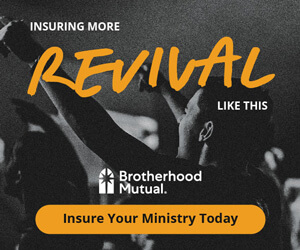 INSURING MORE
REVIVAL
LIKE THIS
Brotherhood
Mutual.
Insure Your Ministry Today